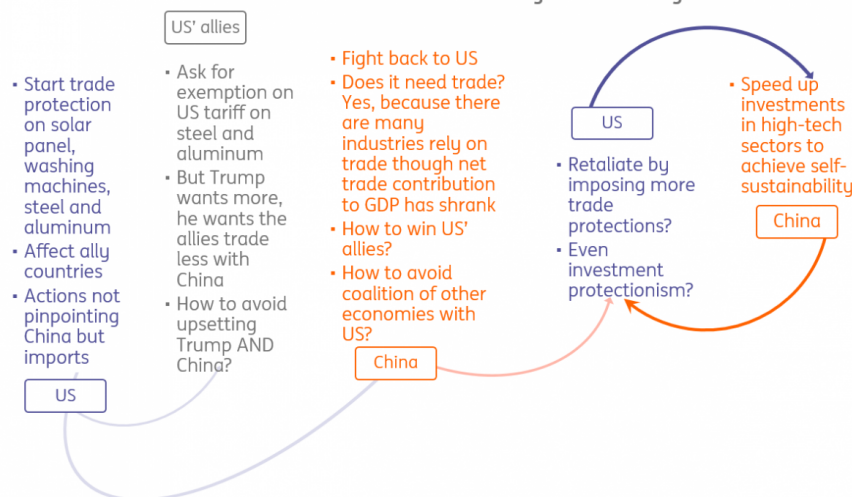 US' allies
▪ Start trade
protection
on solar
panel,
washing
machines,
steel and
aluminum
▪ Affect ally
countries
▪ Actions not
pinpointing
China but
imports
US
▪ Ask for
exemption on
US tariff on
steel and
aluminum
▪ But Trump
wants more,
he wants the
allies trade
less with
China
▪ How to avoid
upsetting
Trump AND
China?
▪ Fight back to US
▪ Does it need trade?
Yes, because there
are many
industries rely on
trade though net
trade contribution
to GDP has shrank
▪ How to win US'
allies?
▪ How to avoid
coalition of other
economies with
US?
China
US
▪ Retaliate by
imposing more
trade
protections?
▪ Even
investment
protectionism?
▪ Speed up
investments
in high-tech
sectors to
achieve self-
sustainability
China